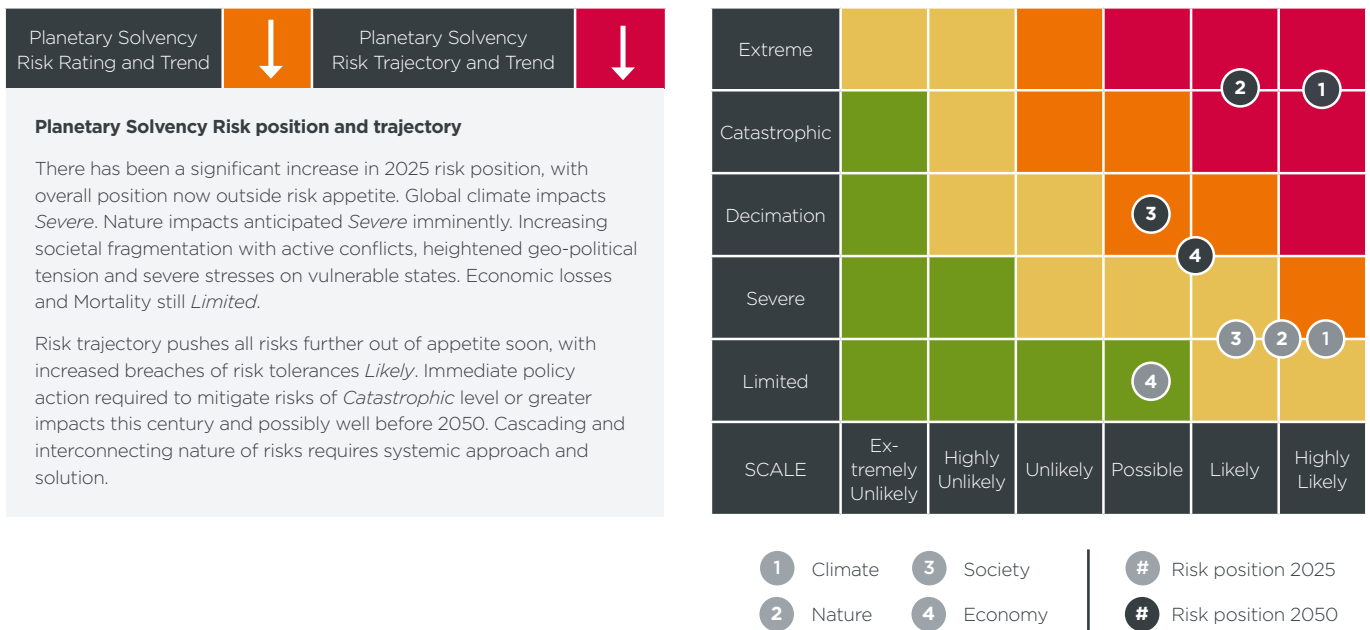 Planetary Solvency
Risk Rating and Trend
Planetary Solvency
Risk Trajectory and Trend
Planetary Solvency Risk position and trajectory
There has been a significant increase in 2025 risk position, with
overall position now outside risk appetite. Global climate impacts
Severe. Nature impacts anticipated Severe imminently. Increasing
societal fragmentation with active conflicts, heightened geo-political
tension and severe stresses on vulnerable states. Economic losses
and Mortality still Limited.
Risk trajectory pushes all risks further out of appetite soon, with
increased breaches of risk tolerances Likely. Immediate policy
action required to mitigate risks of Catastrophic level or greater
impacts this century and possibly well before 2050. Cascading and
interconnecting nature of risks requires systemic approach and
solution.
Extreme
2 1
Catastrophic
Decimation
3
4
Severe
3 2 1
Limited
4
SCALE
Ex-
tremely
Unlikely
Highly
Unlikely
Unlikely
Possible
Likely
Highly
Likely
1 Climate
3 Society
# Risk position 2025
2 Nature
4 Economy
# Risk position 2050